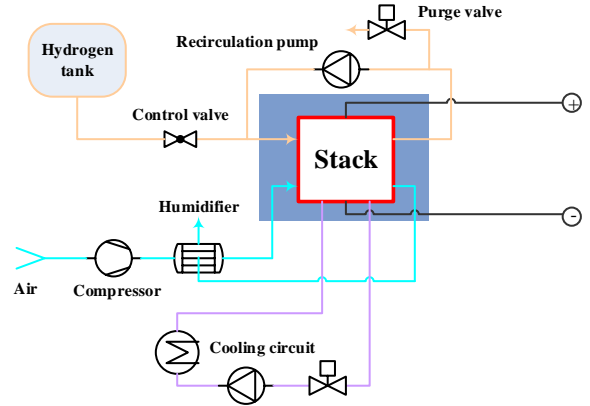 Purge valve
Recirculation pump
Hydrogen
tank
Control valve
+
Stack
Humidifier
-
Air
Compressor
Cooling circuit